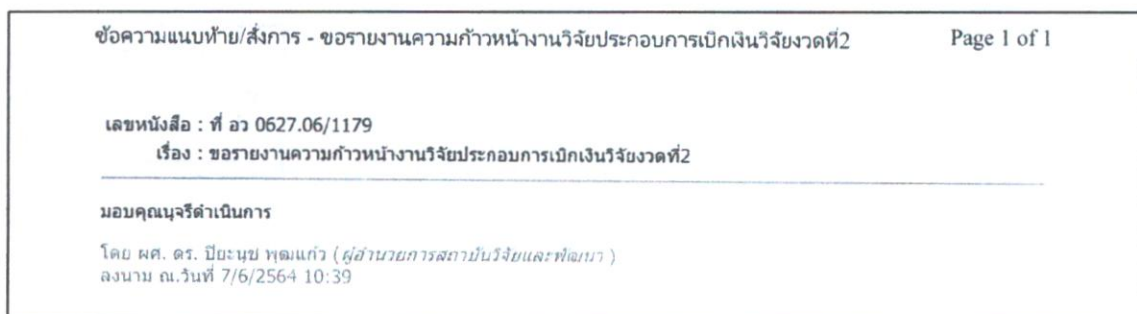 ข้อความแนบท้าย/สั่งการ - ขอรายงานความก้าวหน้างานวิจัยประกอบการเบิกเงินวิจัยงวดที่2 Page 1 of 1
เลขหนังสือ : ที่ อว 0627.06/1179
เรื่อง : ขอรายงานความก้าวหน้างานวิจัยประกอบการเบิกเงินวิจัยงวดที่2
มอบคุณนุจรีดำเนินการ
โดย ผศ. ดร. ปิยะนุช พุฒแก้ว (ผู้อำนวยการสถาบันวิจัยและพัฒนา)
ลงนาม ณ.วันที่ 7/6/2564 10:39